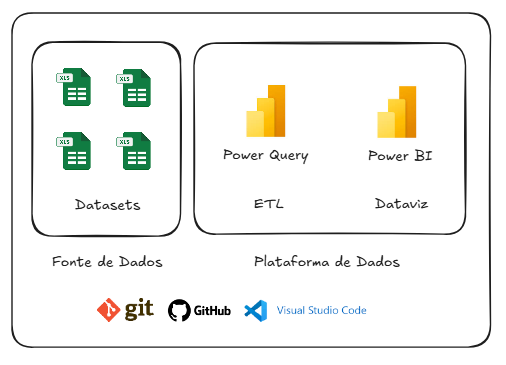 XLS
XLS
XLS
XLS
Datasets
Power Query
Power BI
ETL
Dataviz
Fonte de Dados
Plataforma de Dados
git
GitHub
Visual Studio Code